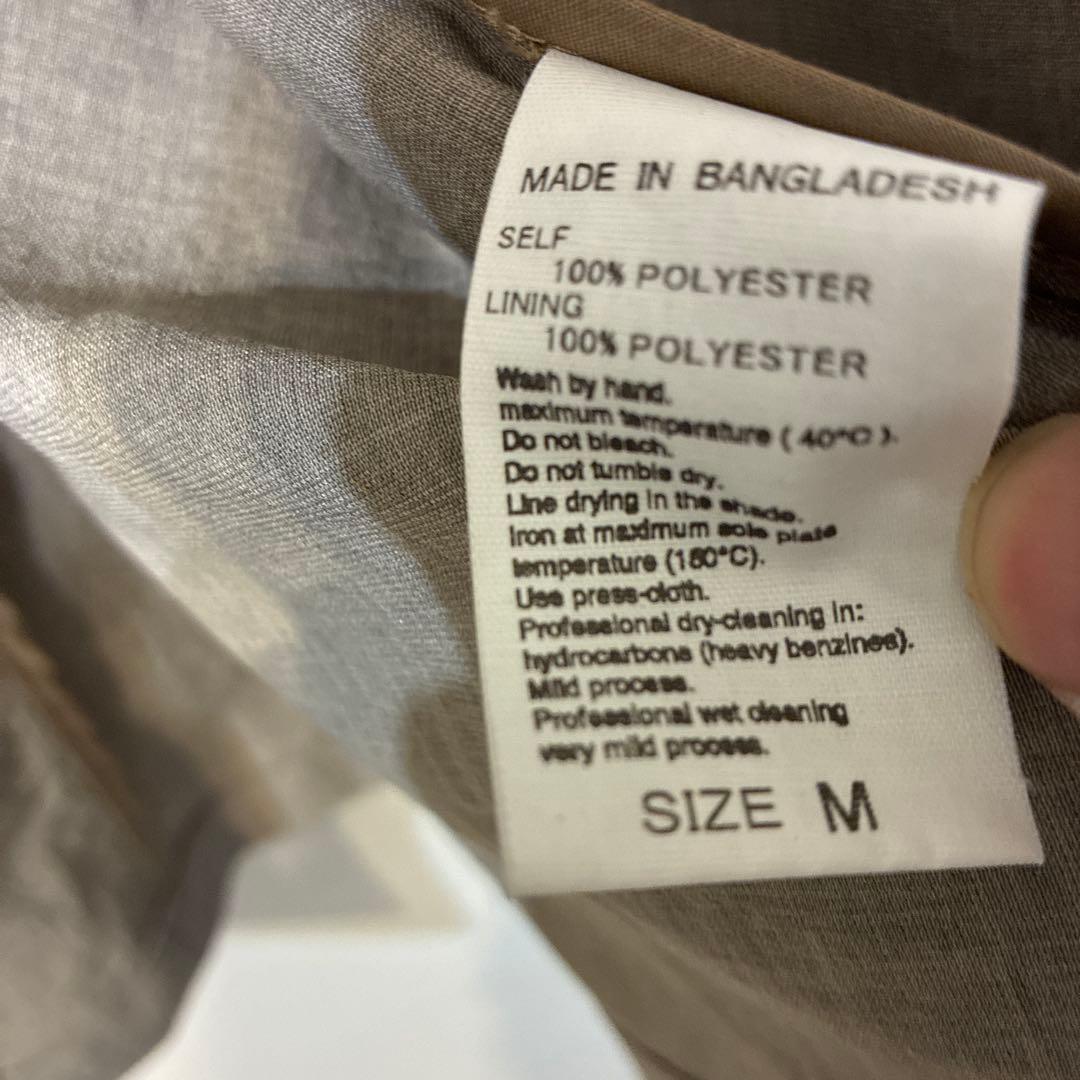 MADE IN BANGLADESH
SELF
100% POLYESTER
LINING
100% POLYESTER
Wash by hand.
maximum temperature ( 40°C ).
Do not bleach.
Do not tumble dry.
Line drying in the shade.
Iron at maximum sole plate
temperature (150°C).
Use press-cloth.
Professional dry-cleaning in:
hydrocarbons (heavy benzines).
Mild process.
Professional wet cleaning
very mild process.
SIZE M